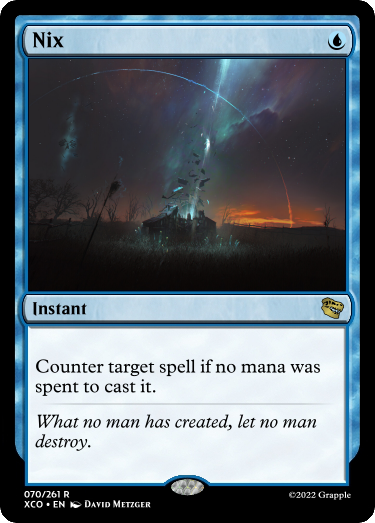 Nix
Instant
Counter target spell if no mana was
spent to cast it.
What no man has created, let no man
destroy.
070/261 R
XCO • EN DAVID METZGER
©2022 Grapple